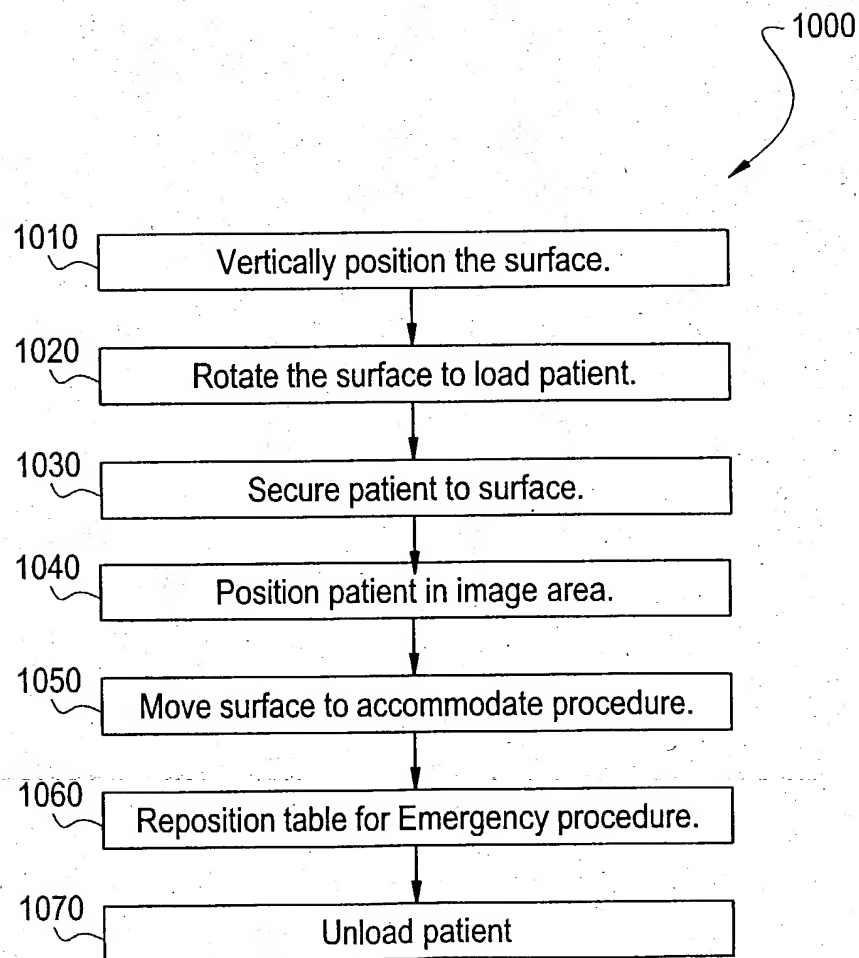 1000
1010
Vertically position the surface.
1020
Rotate the surface to load patient.
1030
Secure patient to surface.
1040
Position patient in image area.
1050
Move surface to accommodate procedure.
1060
Reposition table for Emergency procedure.
1070
Unload patient